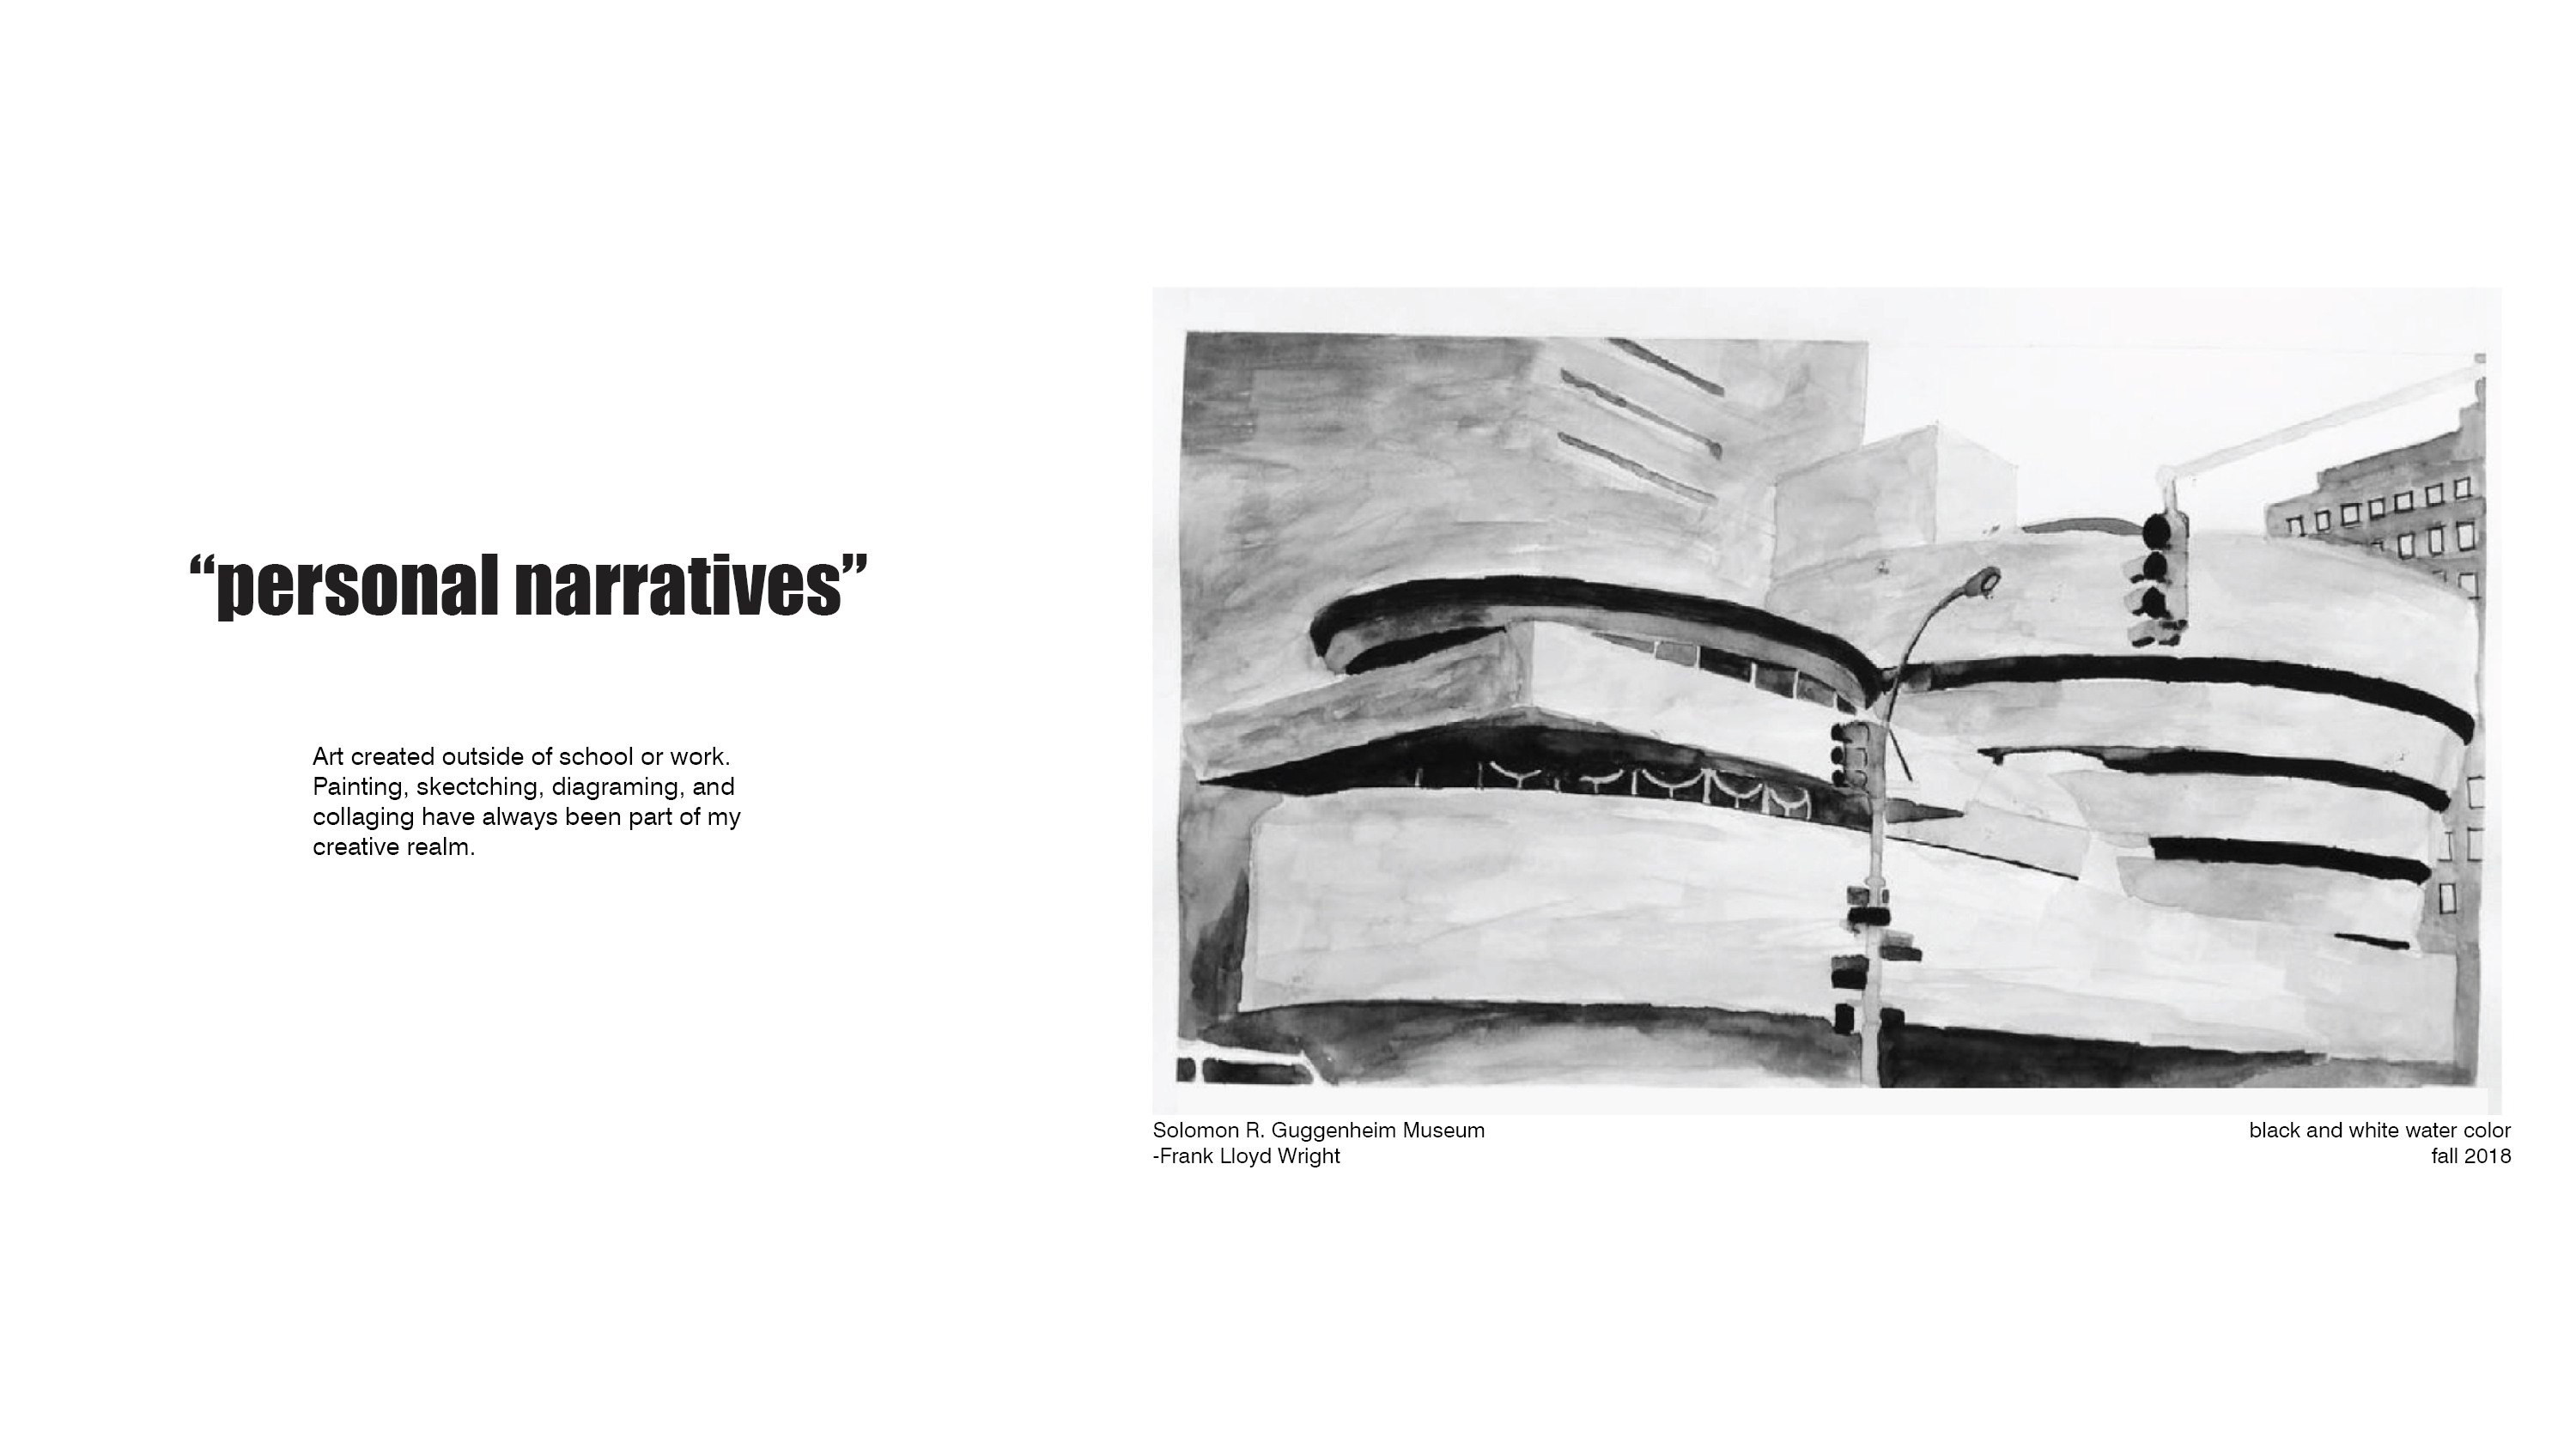 “personal narratives”
Art created outside of school or work.
Painting, skectching, diagraming, and
collaging have always been part of my
creative realm.
Solomon R. Guggenheim Museum
-Frank Lloyd Wright
black and white water color
fall 2018